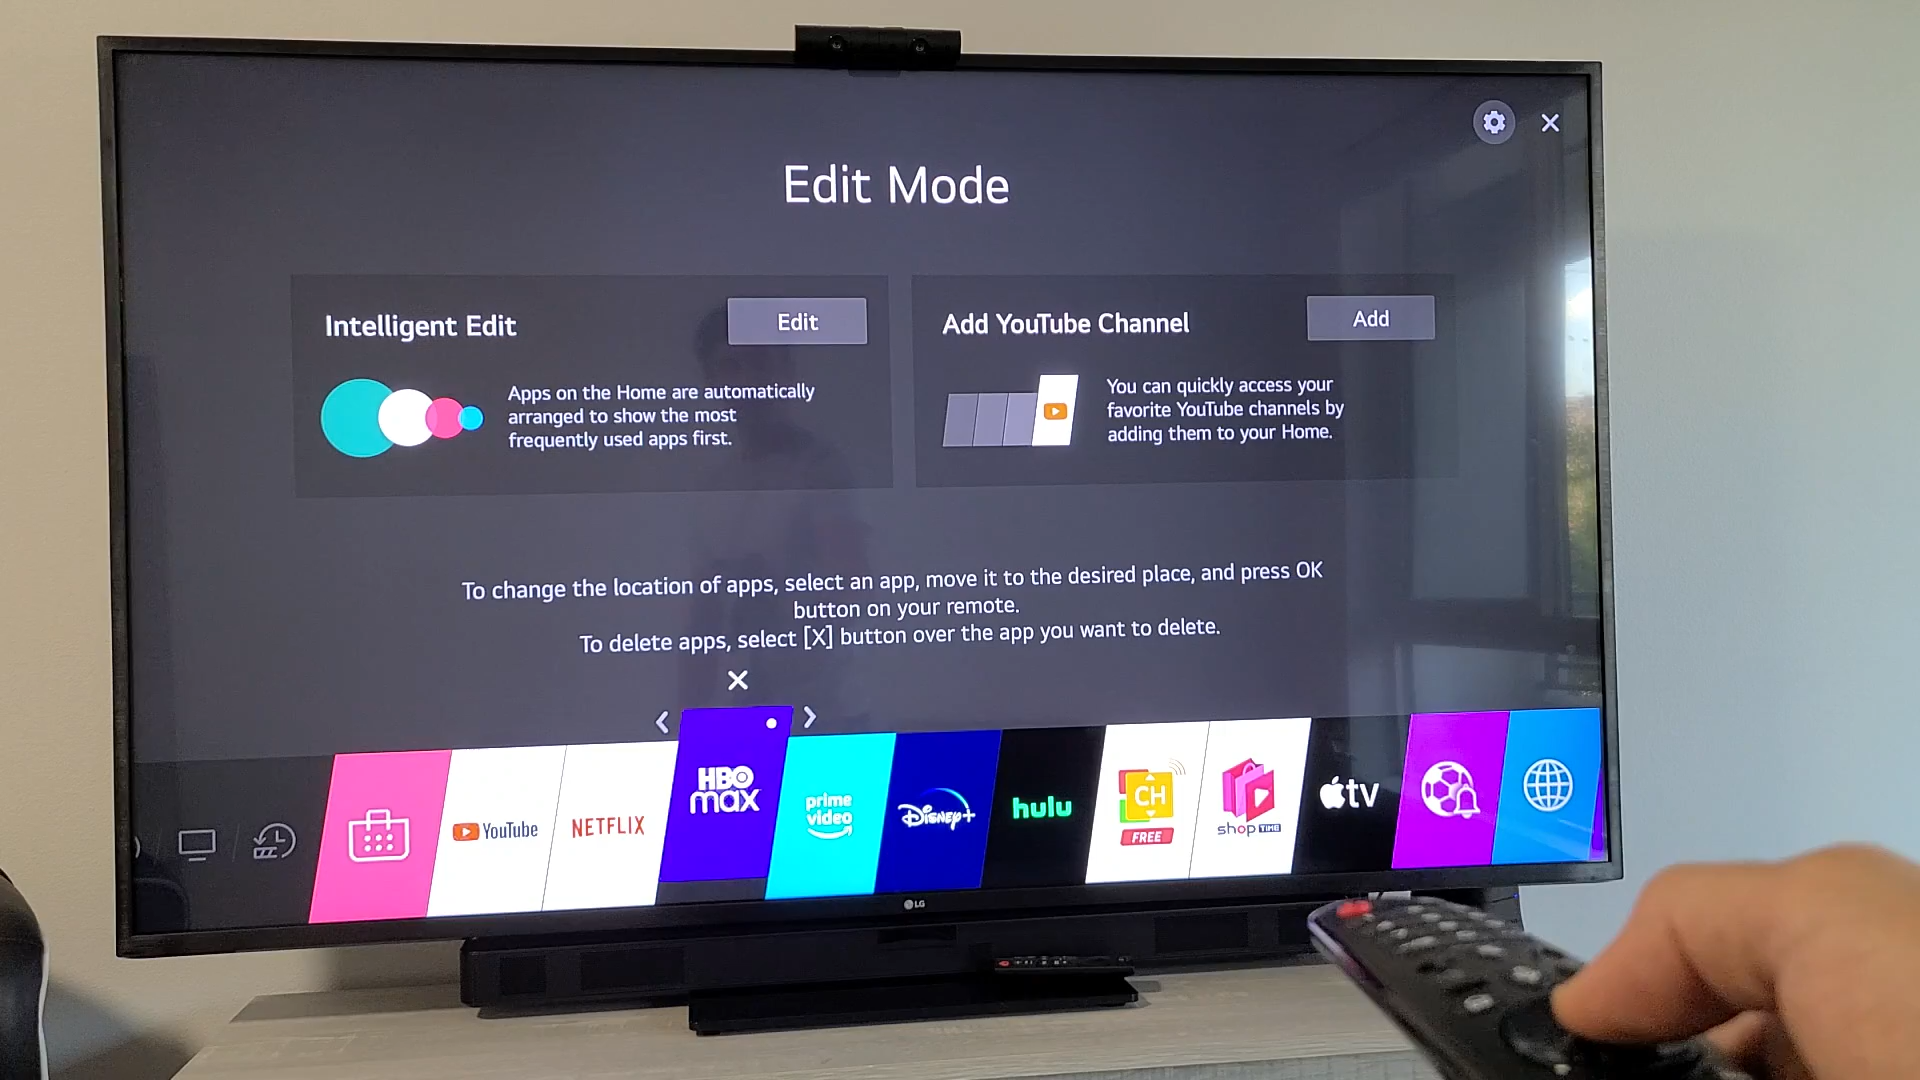 Edit Mode
Intelligent Edit
Edit
Apps on the Home are automatically
arranged to show the most
frequently used apps first.
Add YouTube Channel
Add
You can quickly access your
favorite YouTube channels by
adding them to your Home.
To change the location of apps, select an app, move it to the desired place, and press OK
button on your remote.
To delete apps, select [X] button over the app you want to delete.
YouTube
NETFLIX
HBO
max
prime
video
Disney+
hulu
CH
FREE
shop TIME
tv
LG